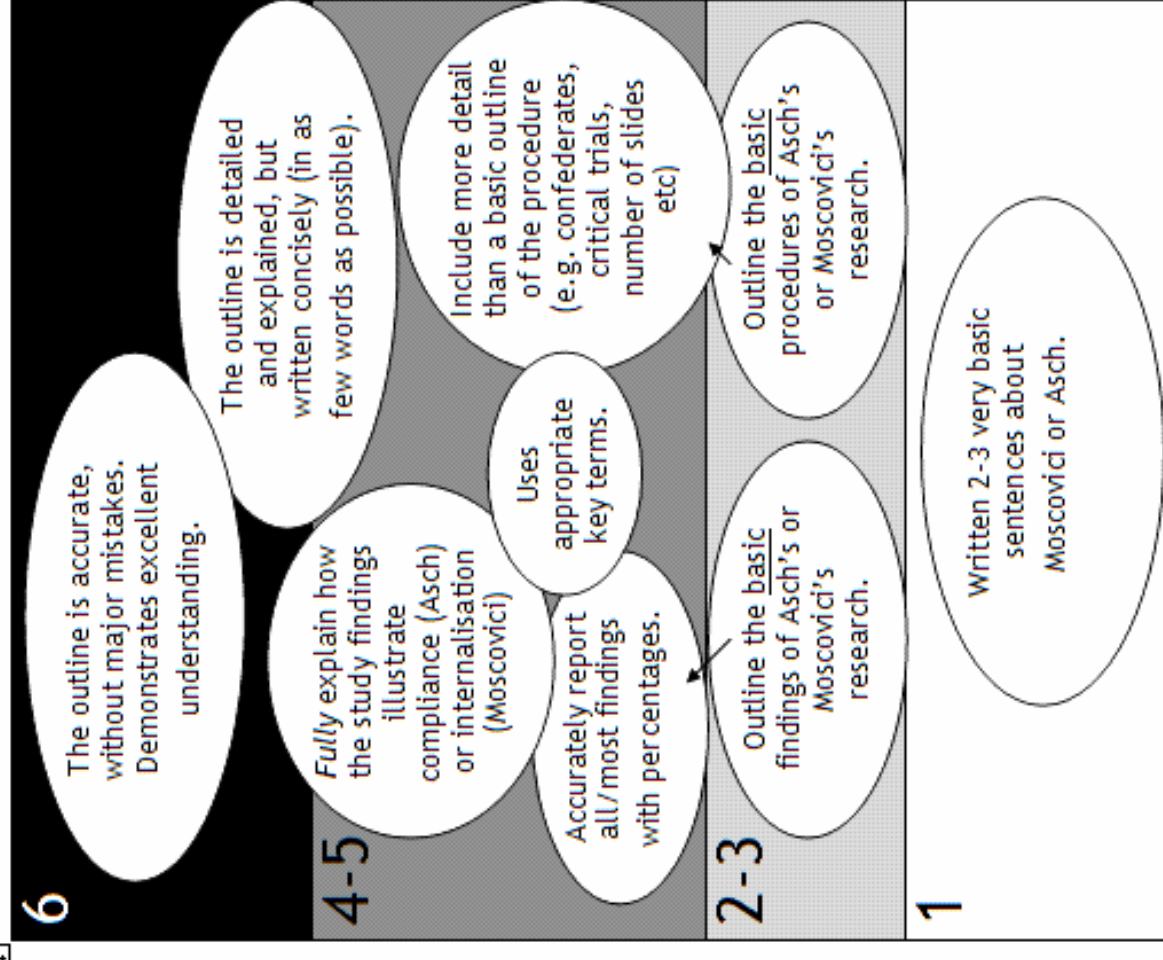 6
The outline is accurate,
without major mistakes.
Demonstrates excellent
understanding.
The outline is detailed
and explained, but
written concisely (in as
few words as possible).
4-5
Fully explain how
the study findings
illustrate
compliance (Asch)
or internalisation
(Moscovici)
Accurately report
all/most findings
with percentages.
Uses
appropriate
key terms.
Include more detail
than a basic outline
of the procedure
(e.g. confederates,
critical trials,
number of slides
etc)
2-3
Outline the basic
findings of Asch's or
Moscovici's
research.
Outline the basic
procedures of Asch's
or Moscovici's
research.
1
Written 2-3 very basic
sentences about
Moscovici or Asch.